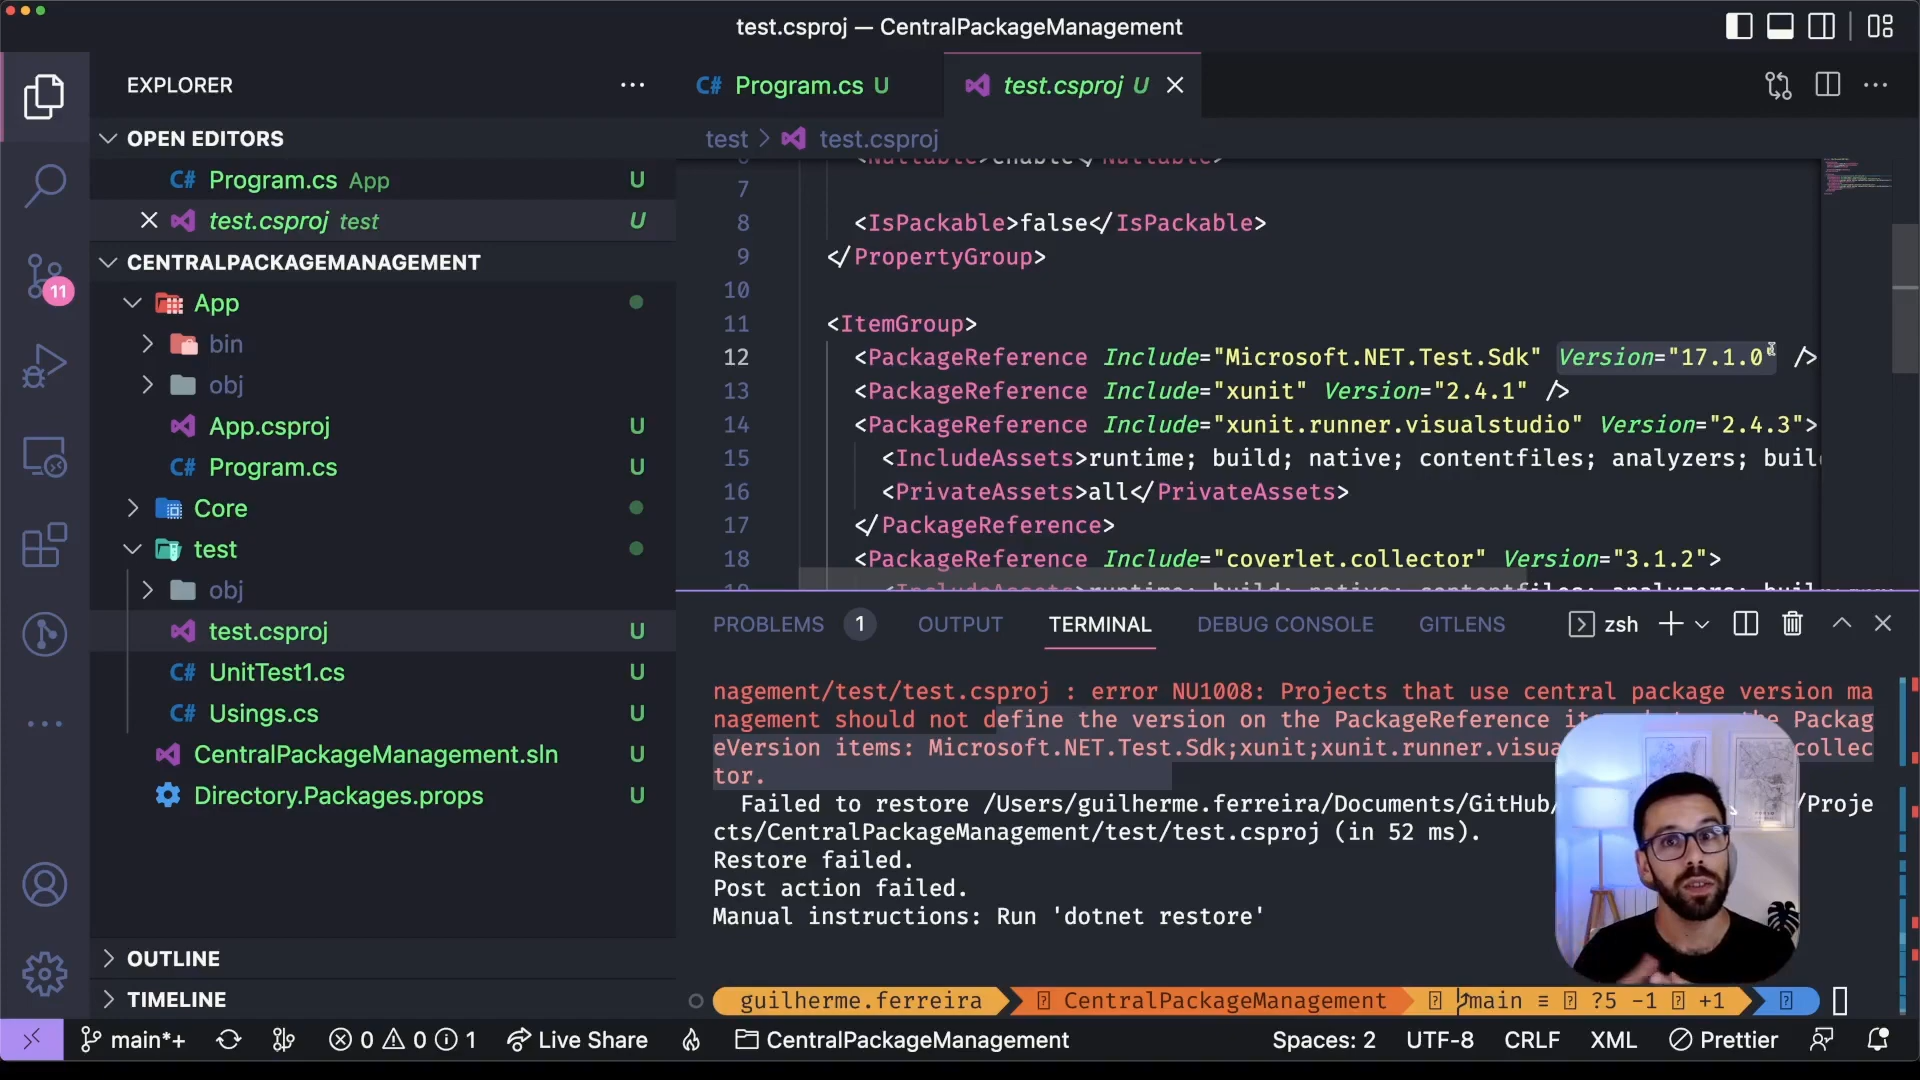 test.csproj — CentralPackageManagement
EXPLORER
OPEN EDITORS
C# Program.cs App U
test.csproj test U
CENTRALPACKAGEMANAGEMENT
App
bin
obj
App.csproj U
C# Program.cs U
Core
test
obj
test.csproj U
C# UnitTest1.cs U
C# Usings.cs U
CentralPackageManagement.sln U
Directory.Packages.props U
OUTLINE
TIMELINE
11
C# Program.cs U
test.csproj U
test > test.csproj
7
8 <IsPackable>false</IsPackable>
9 </PropertyGroup>
10
11 <ItemGroup>
12 <PackageReference Include="Microsoft.NET.Test.Sdk" Version="17.1.0" />
13 <PackageReference Include="xunit" Version="2.4.1" />
14 <PackageReference Include="xunit.runner.visualstudio" Version="2.4.3">
15 <IncludeAssets>runtime; build; native; contentfiles; analyzers;
16 <PrivateAssets>all</PrivateAssets>
17 </PackageReference>
18 <PackageReference Include="coverlet.collector" Version="3.1.2">
PROBLEMS 1 OUTPUT TERMINAL DEBUG CONSOLE GITLENS zsh
nagement/test/test.csproj : error NU1008: Projects that use central package version ma
nagement should not define the version on the PackageReference Packag
eVersion items: Microsoft.NET.Test.Sdk;xunit;xunit.runner.visua collec
tor.
Failed to restore /Users/guilherme.ferreira/Documents/GitHub/ /Proje
cts/CentralPackageManagement/test/test.csproj (in 52 ms).
Restore failed.
Post action failed.
Manual instructions: Run 'dotnet restore'
guilherme.ferreira CentralPackageManagement main ≡ ?5 -1 +1
main*+ 0 0 1 Live Share CentralPackageManagement Spaces: 2 UTF-8 CRLF XML Prettier